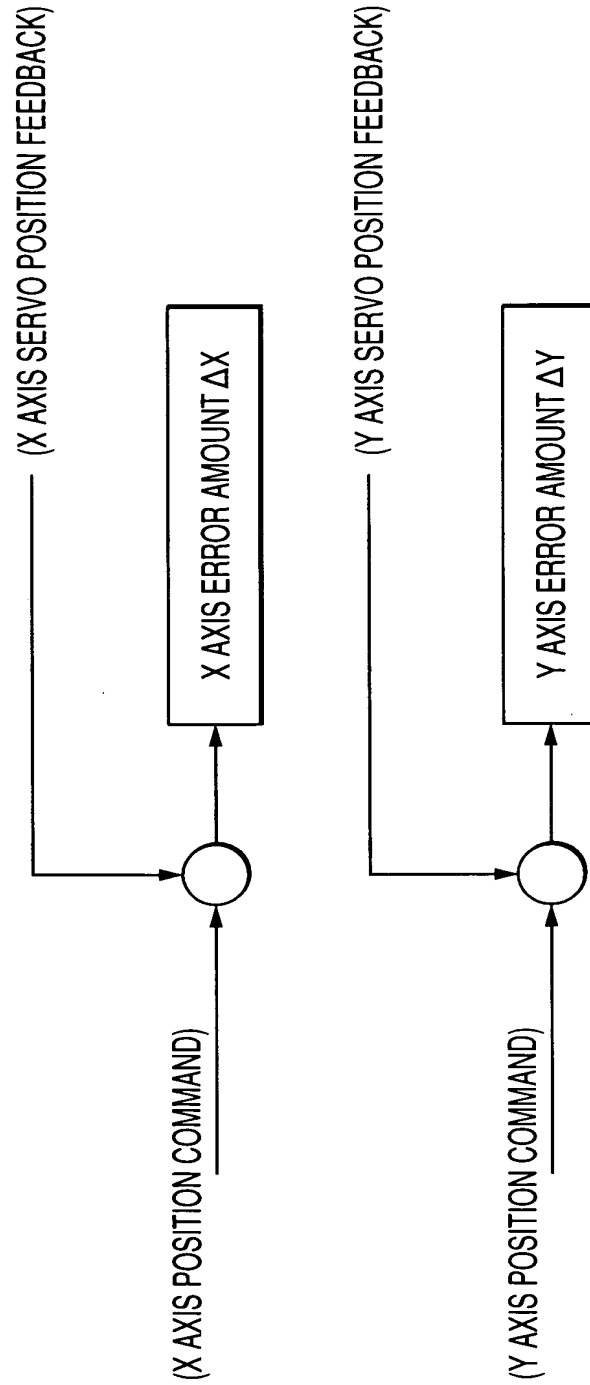 (X AXIS SERVO POSITION FEEDBACK)
(X AXIS POSITION COMMAND)
X AXIS ERROR AMOUNT ΔX
(Y AXIS SERVO POSITION FEEDBACK)
(Y AXIS POSITION COMMAND)
Y AXIS ERROR AMOUNT ΔY